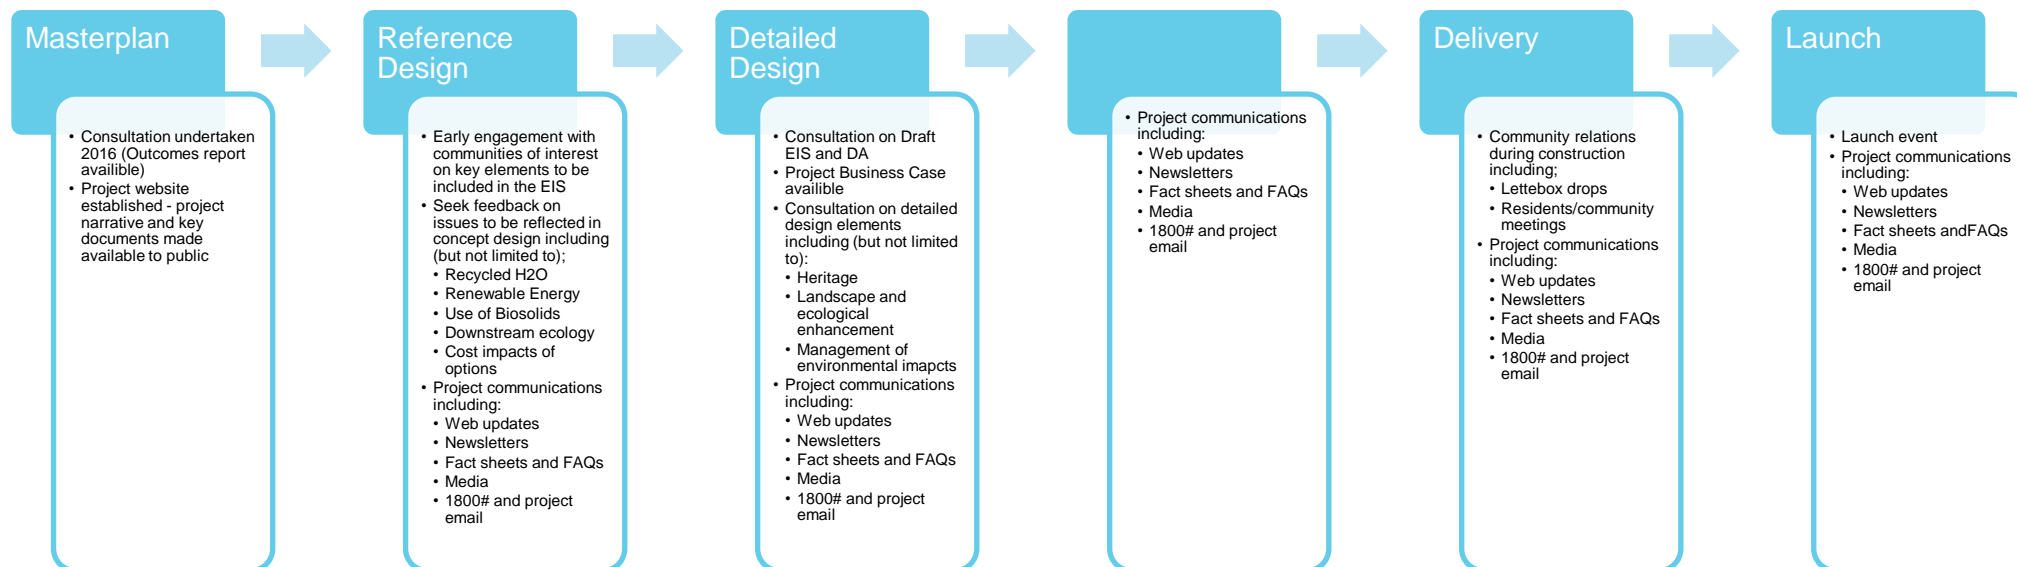 Masterplan
• Consultation undertaken
2016 (Outcomes report
availible)
• Project website
established - project
narrative and key
documents made
available to public
Reference
Design
• Early engagement with
communities of interest
on key elements to be
included in the EIS
• Seek feedback on
issues to be reflected in
concept design including
(but not limited to);
• Recycled H2O
• Renewable Energy
• Use of Biosolids
• Downstream ecology
• Cost impacts of
options
• Project communications
including:
• Web updates
• Newsletters
• Fact sheets and FAQs
• Media
• 1800# and project
email
Detailed
Design
• Consultation on Draft
EIS and DA
• Project Business Case
availible
• Consultation on detailed
design elements
including (but not limited
to):
• Heritage
• Landscape and
ecological
enhancement
• Management of
environmental imapcts
• Project communications
including:
• Web updates
• Newsletters
• Fact sheets and FAQs
• Media
• 1800# and project
email
• Project communications
including:
• Web updates
• Newsletters
• Fact sheets and FAQs
• Media
• 1800# and project
email
Delivery
• Community relations
during construction
including;
• Lettebox drops
• Residents/community
meetings
• Project communications
including:
• Web updates
• Newsletters
• Fact sheets and FAQs
• Media
• 1800# and project
email
Launch
• Launch event
• Project communications
including:
• Web updates
• Newsletters
• Fact sheets andFAQs
• Media
• 1800# and project
email